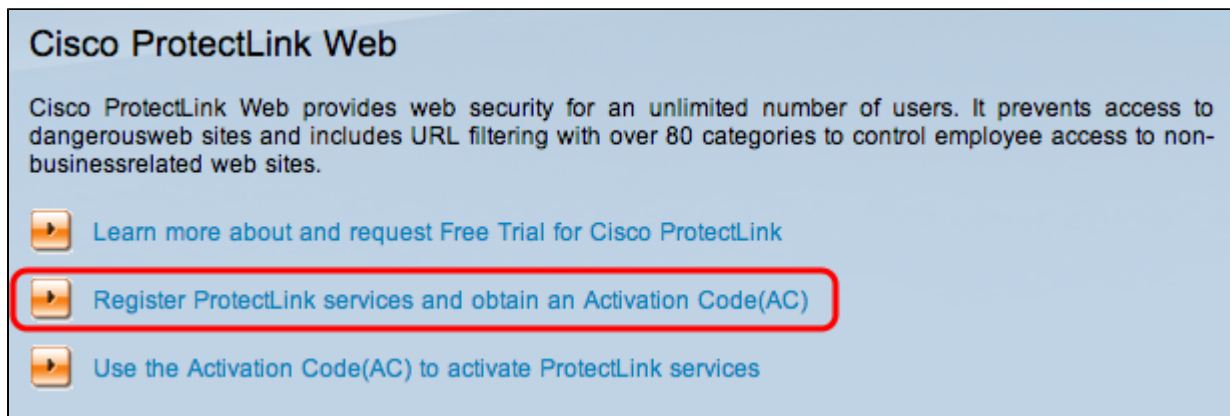 Cisco ProtectLink Web
Cisco ProtectLink Web provides web security for an unlimited number of users. It prevents access to
dangerousweb sites and includes URL filtering with over 80 categories to control employee access to non-
businessrelated web sites.
Learn more about and request Free Trial for Cisco ProtectLink
Register ProtectLink services and obtain an Activation Code(AC)
Use the Activation Code(AC) to activate ProtectLink services